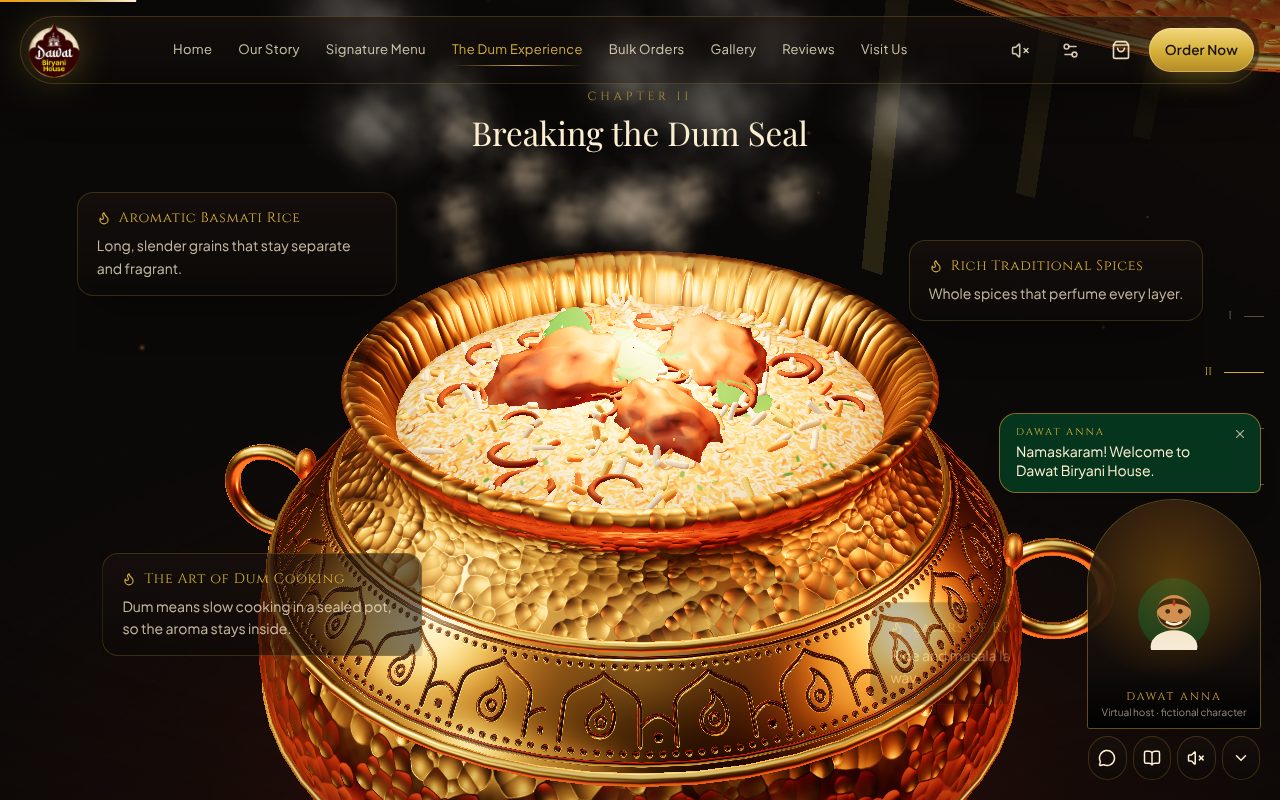 Dawat
Biryani
House
Home
Our Story
Signature Menu
The Dum Experience
Bulk Orders
Gallery
Reviews
Visit Us
Order Now
CHAPTER II
Breaking the Dum Seal
AROMATIC BASMATI RICE
Long, slender grains that stay separate
and fragrant.
RICH TRADITIONAL SPICES
Whole spices that perfume every layer.
I
II
DAWAT ANNA
Namaskaram! Welcome to
Dawat Biryani House.
THE ART OF DUM COOKING
Dum means slow cooking in a sealed pot,
so the aroma stays inside.
and masala
way
DAWAT ANNA
Virtual host · fictional character